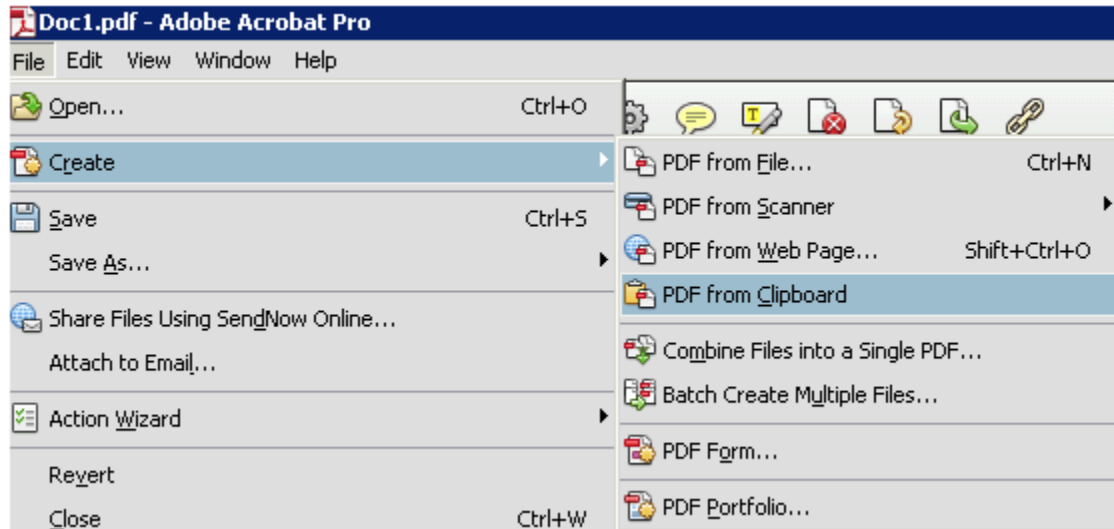 Doc1.pdf - Adobe Acrobat Pro
File Edit View Window Help
Open... Ctrl+O
Create
Save Ctrl+S
Save As...
Share Files Using SendNow Online...
Attach to Email...
Action Wizard
Revert
Close Ctrl+W
T
PDF from File... Ctrl+N
PDF from Scanner
PDF from Web Page... Shift+Ctrl+O
PDF from Clipboard
Combine Files into a Single PDF...
Batch Create Multiple Files...
PDF Form...
PDF Portfolio...